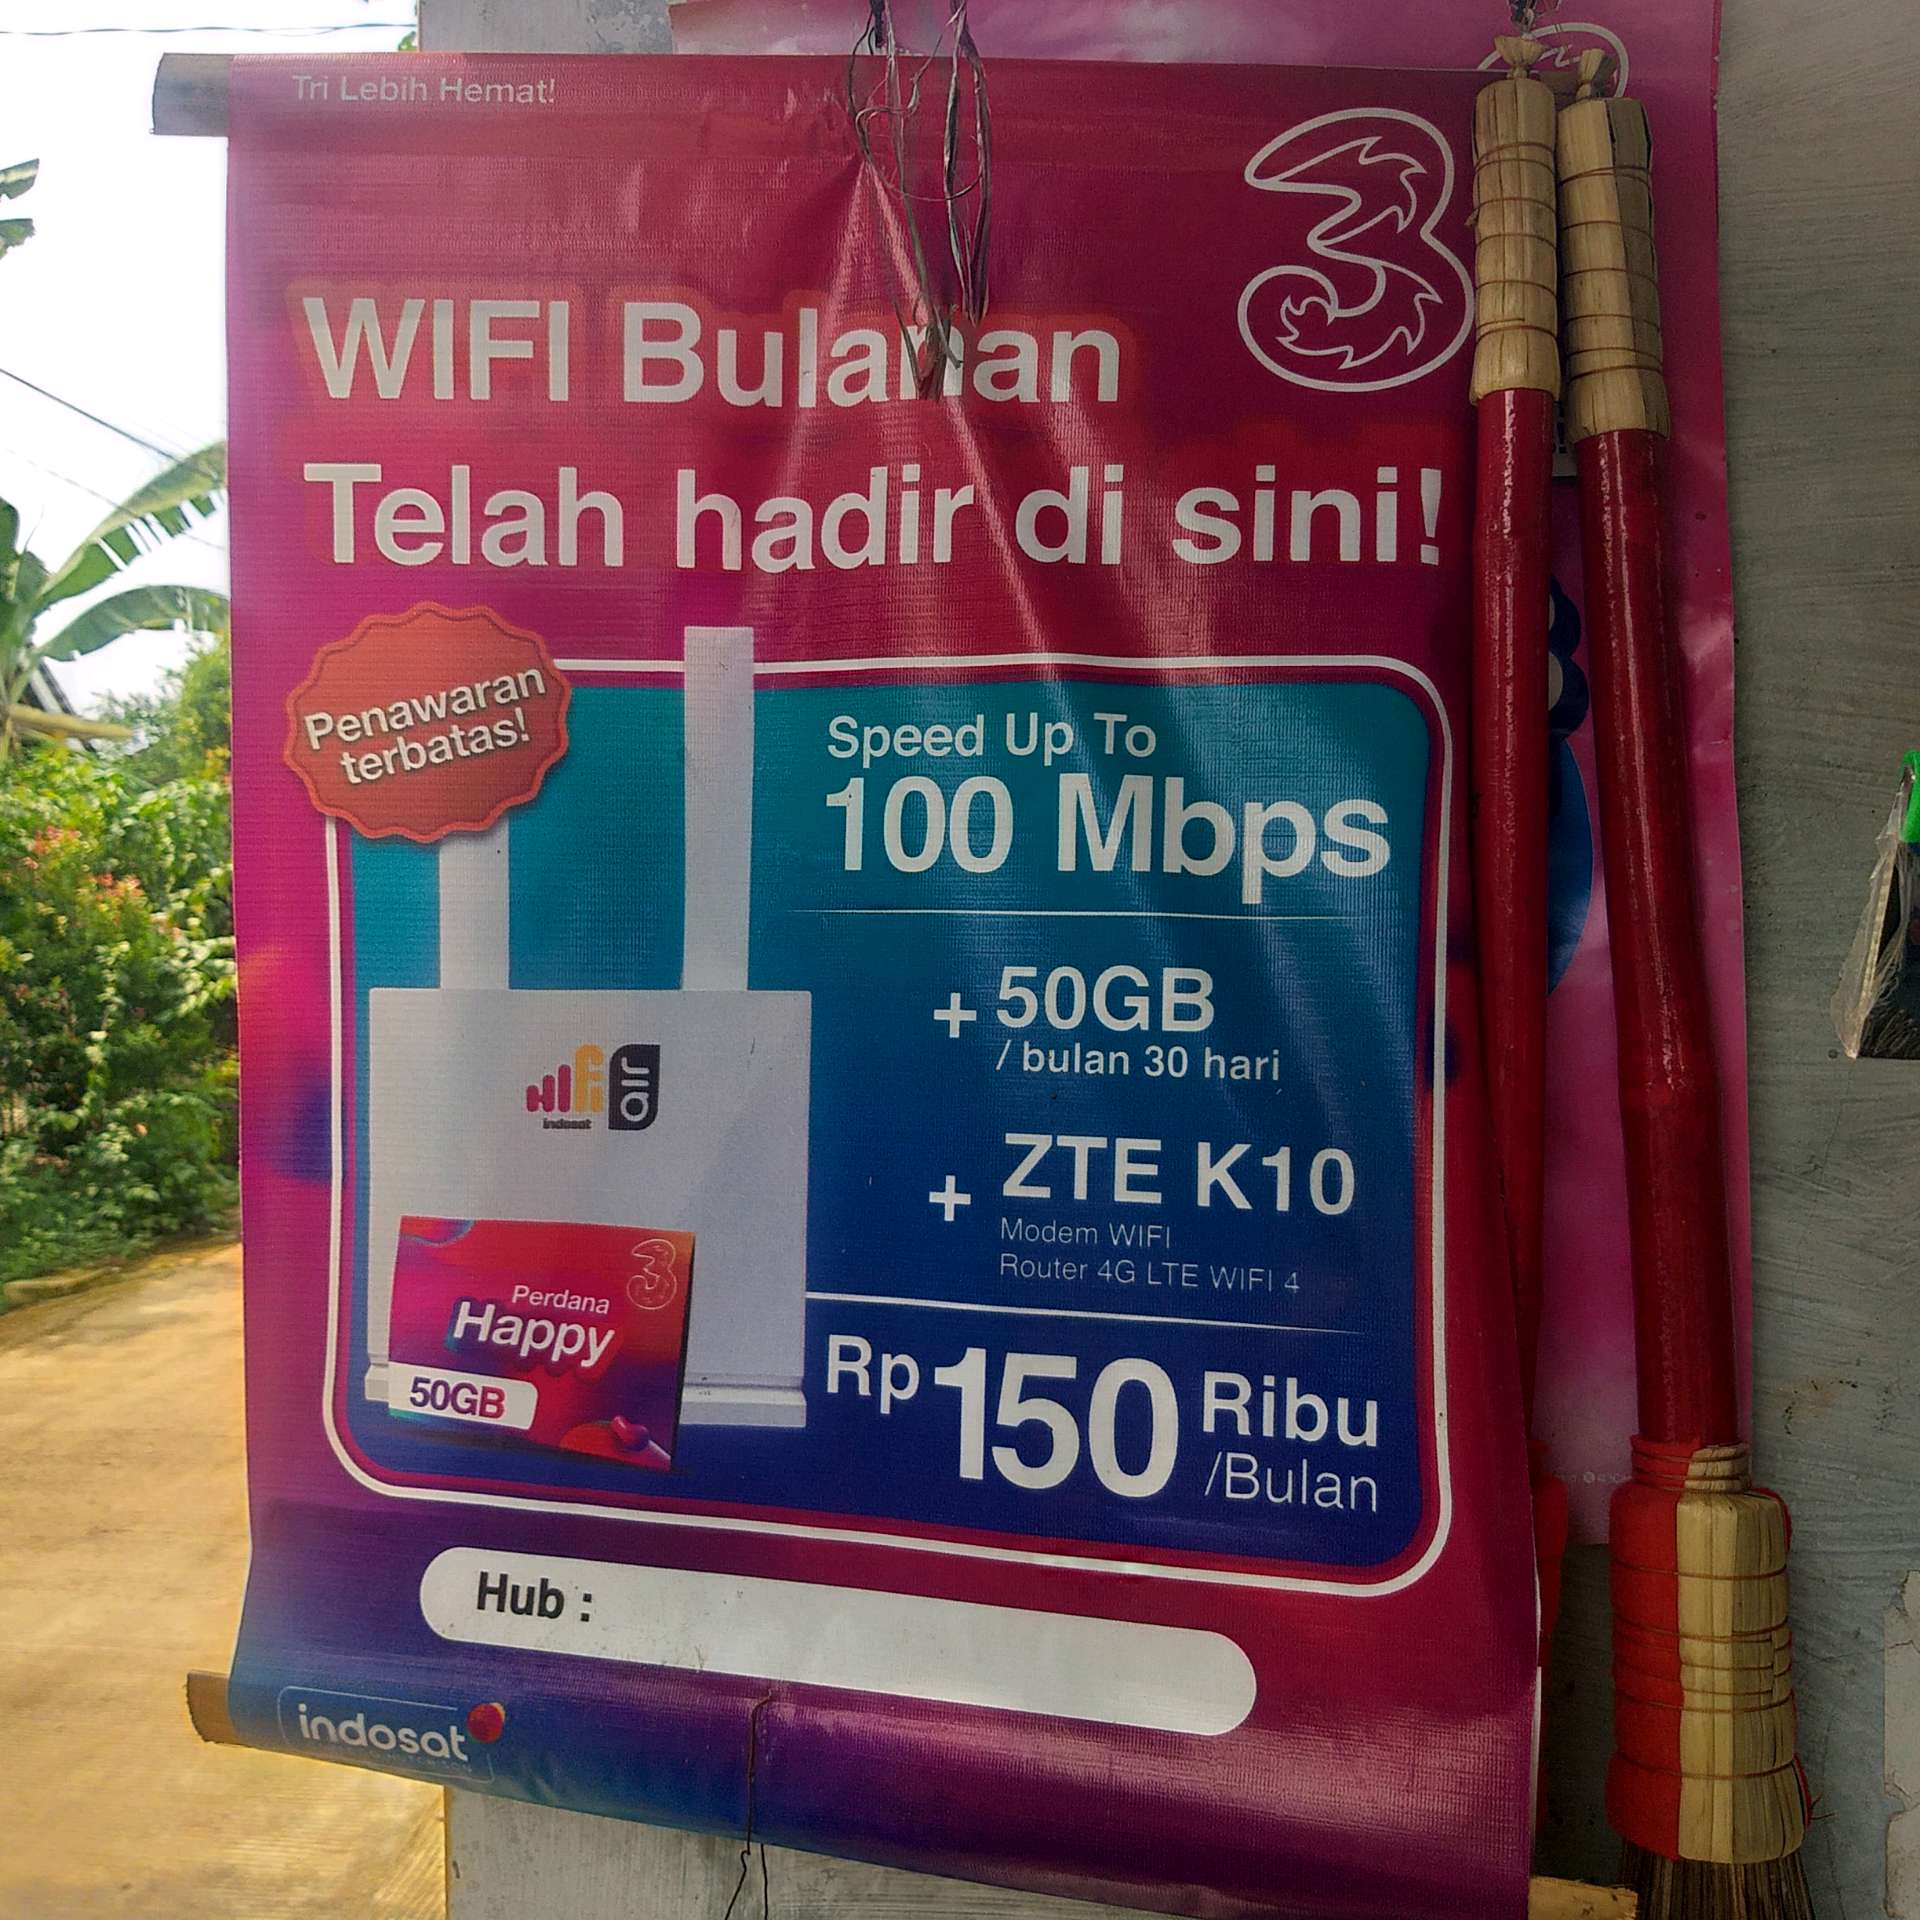 Tri Lebih Hemat!
WIFI Bulanan
Telah hadir di sini!
Penawaran
terbatas!
Speed Up To
100 Mbps
+ 50GB
/ bulan 30 hari
+ ZTE K10
Modem WIFI
Router 4G LTE WIFI 4
wifi air
indosat
3
Perdana
Happy
50GB
Rp 150 Ribu
/Bulan
Hub :
indosat